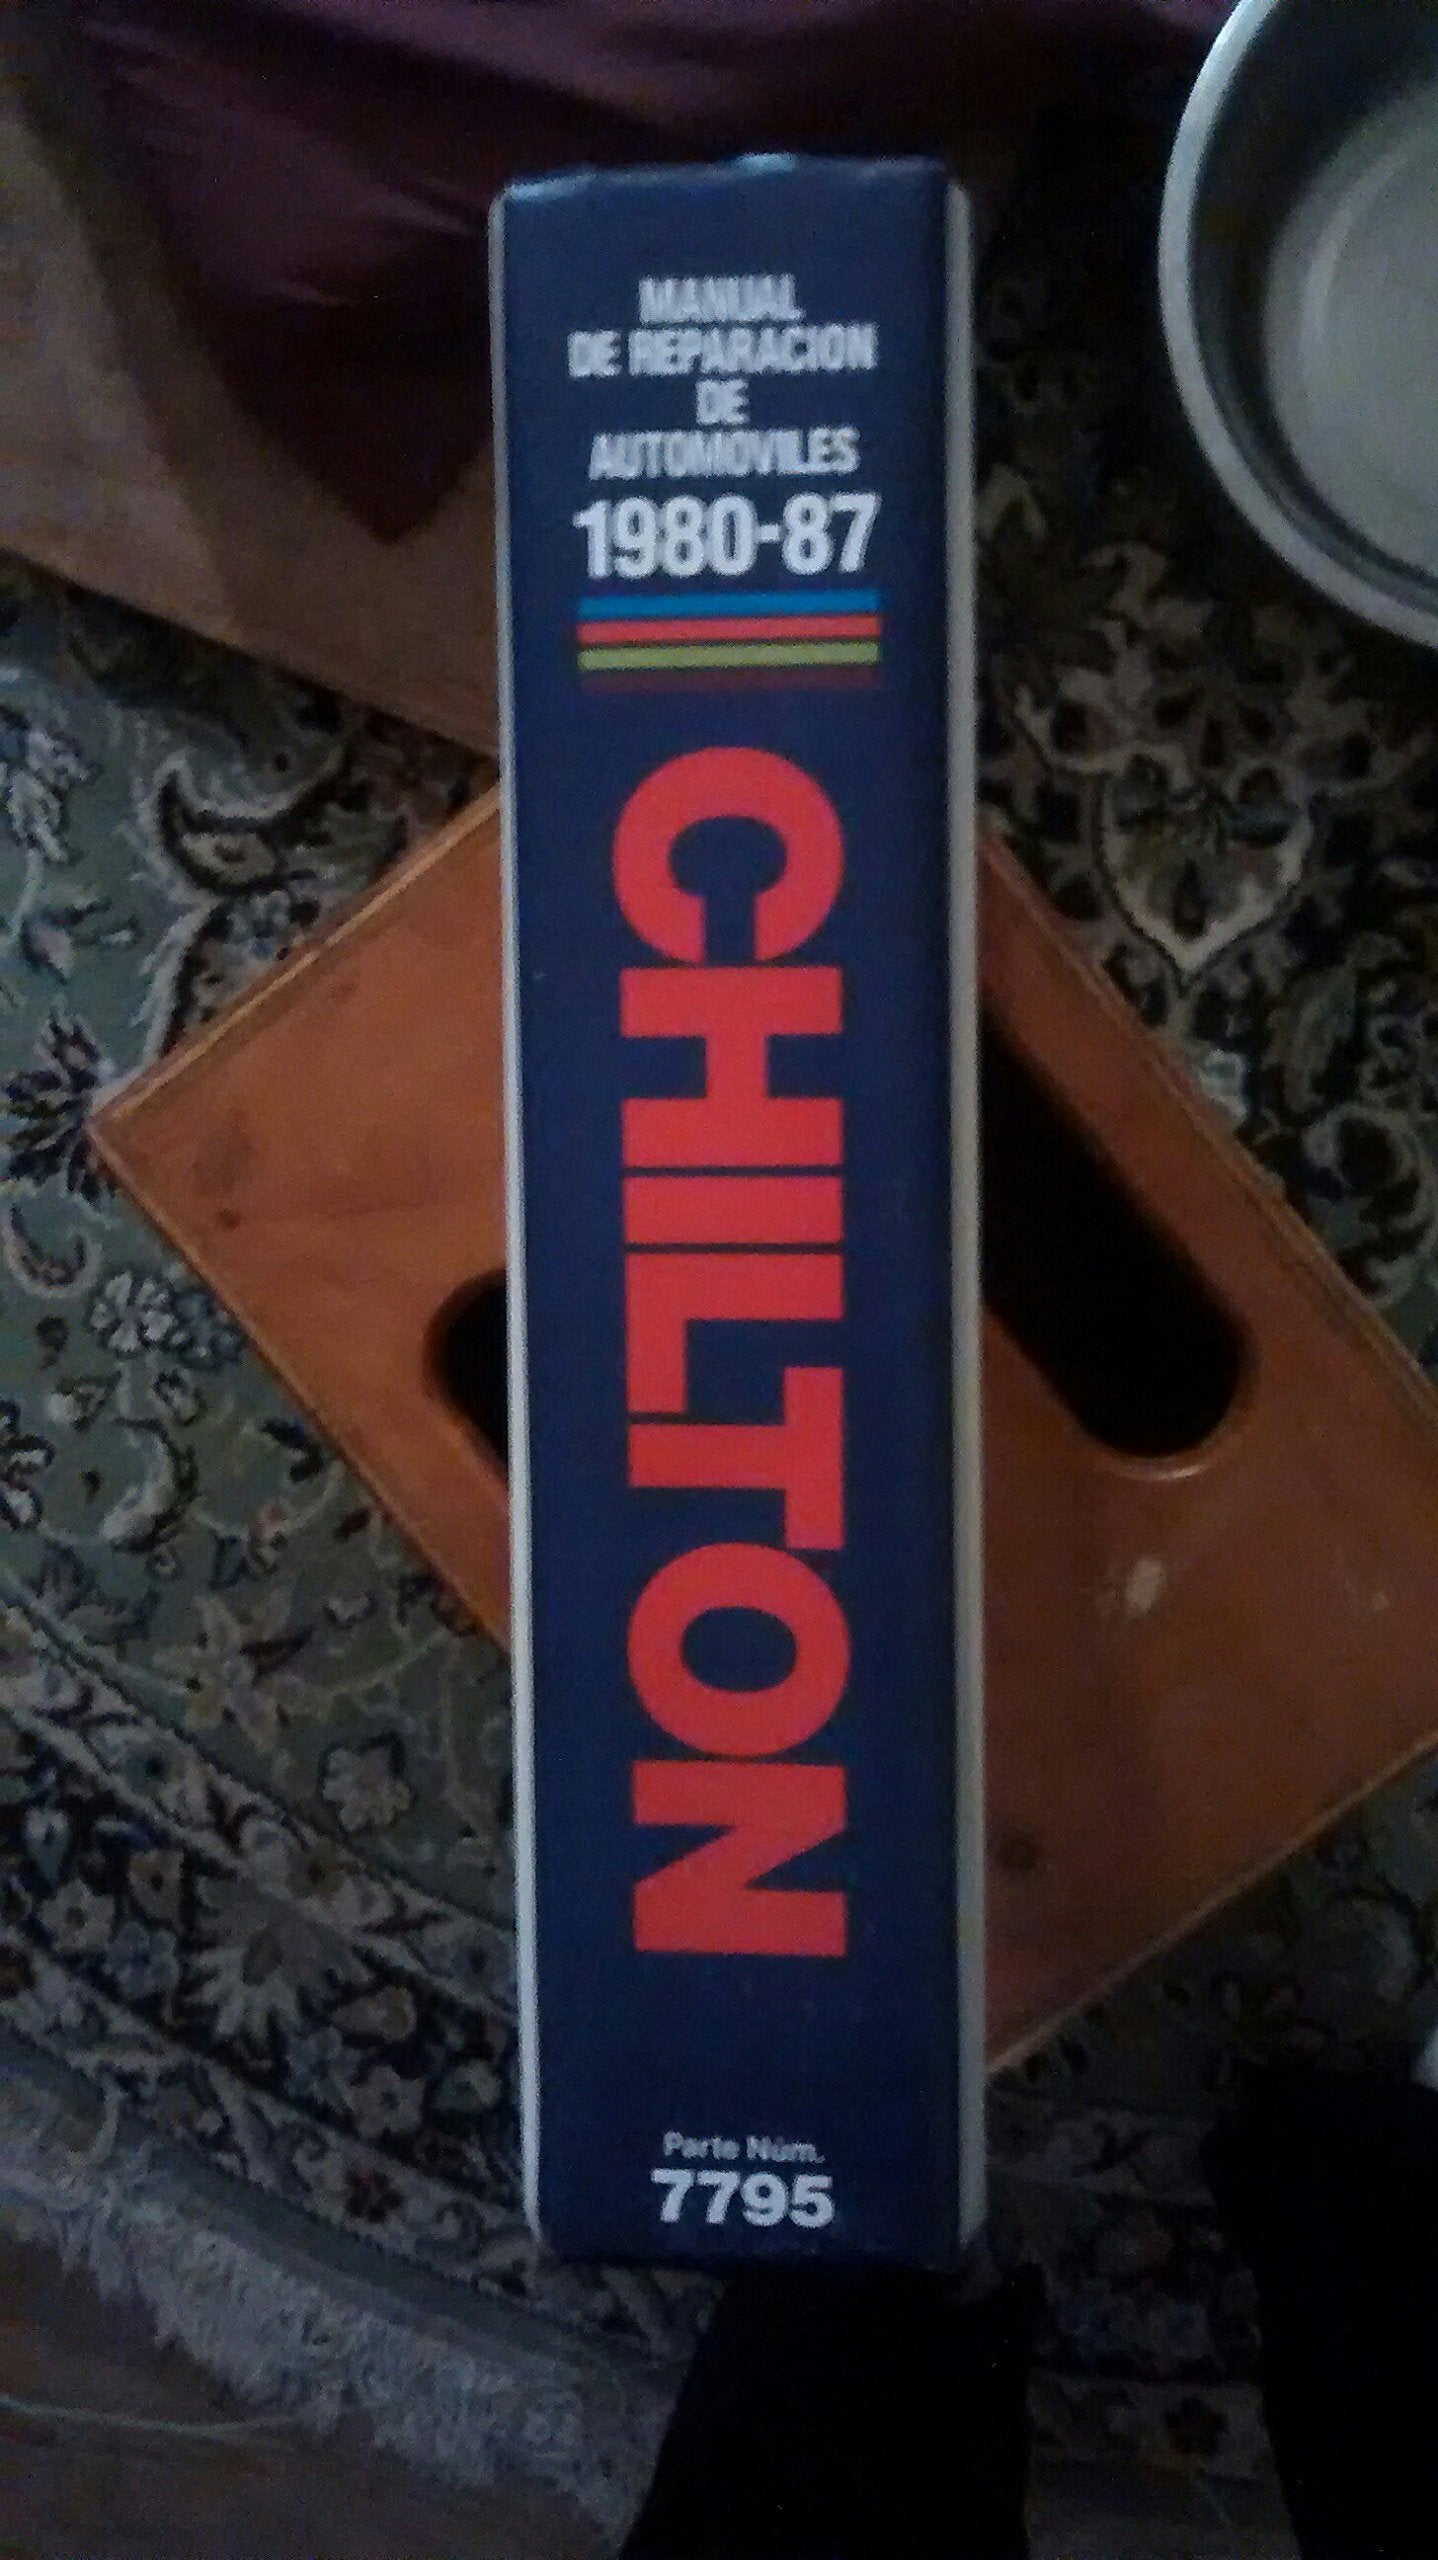 MANUAL
DE REPARACION
DE
AUTOMOVILES
1980-87
CHILTON
Parte Núm.
7795